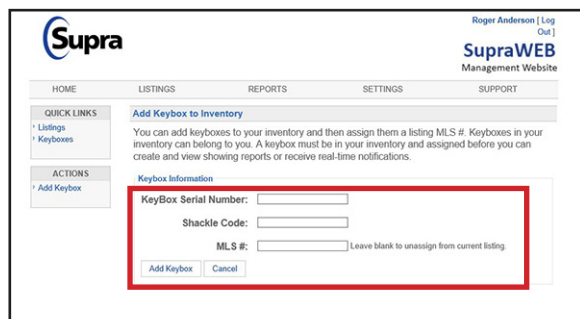 Supra
Roger Anderson [ Log
Out ]
SupraWEB
Management Website
HOME LISTINGS REPORTS SETTINGS SUPPORT
QUICK LINKS
Listings
Keyboxes
ACTIONS
Add Keybox
Add Keybox to Inventory
You can add keyboxes to your inventory and then assign them a listing MLS #. Keyboxes in your
inventory can belong to you. A keybox must be in your inventory and assigned before you can
create and view showing reports or receive real-time notifications.
Keybox Information
KeyBox Serial Number:
Shackle Code:
MLS #: Leave blank to unassign from current listing.
Add Keybox Cancel